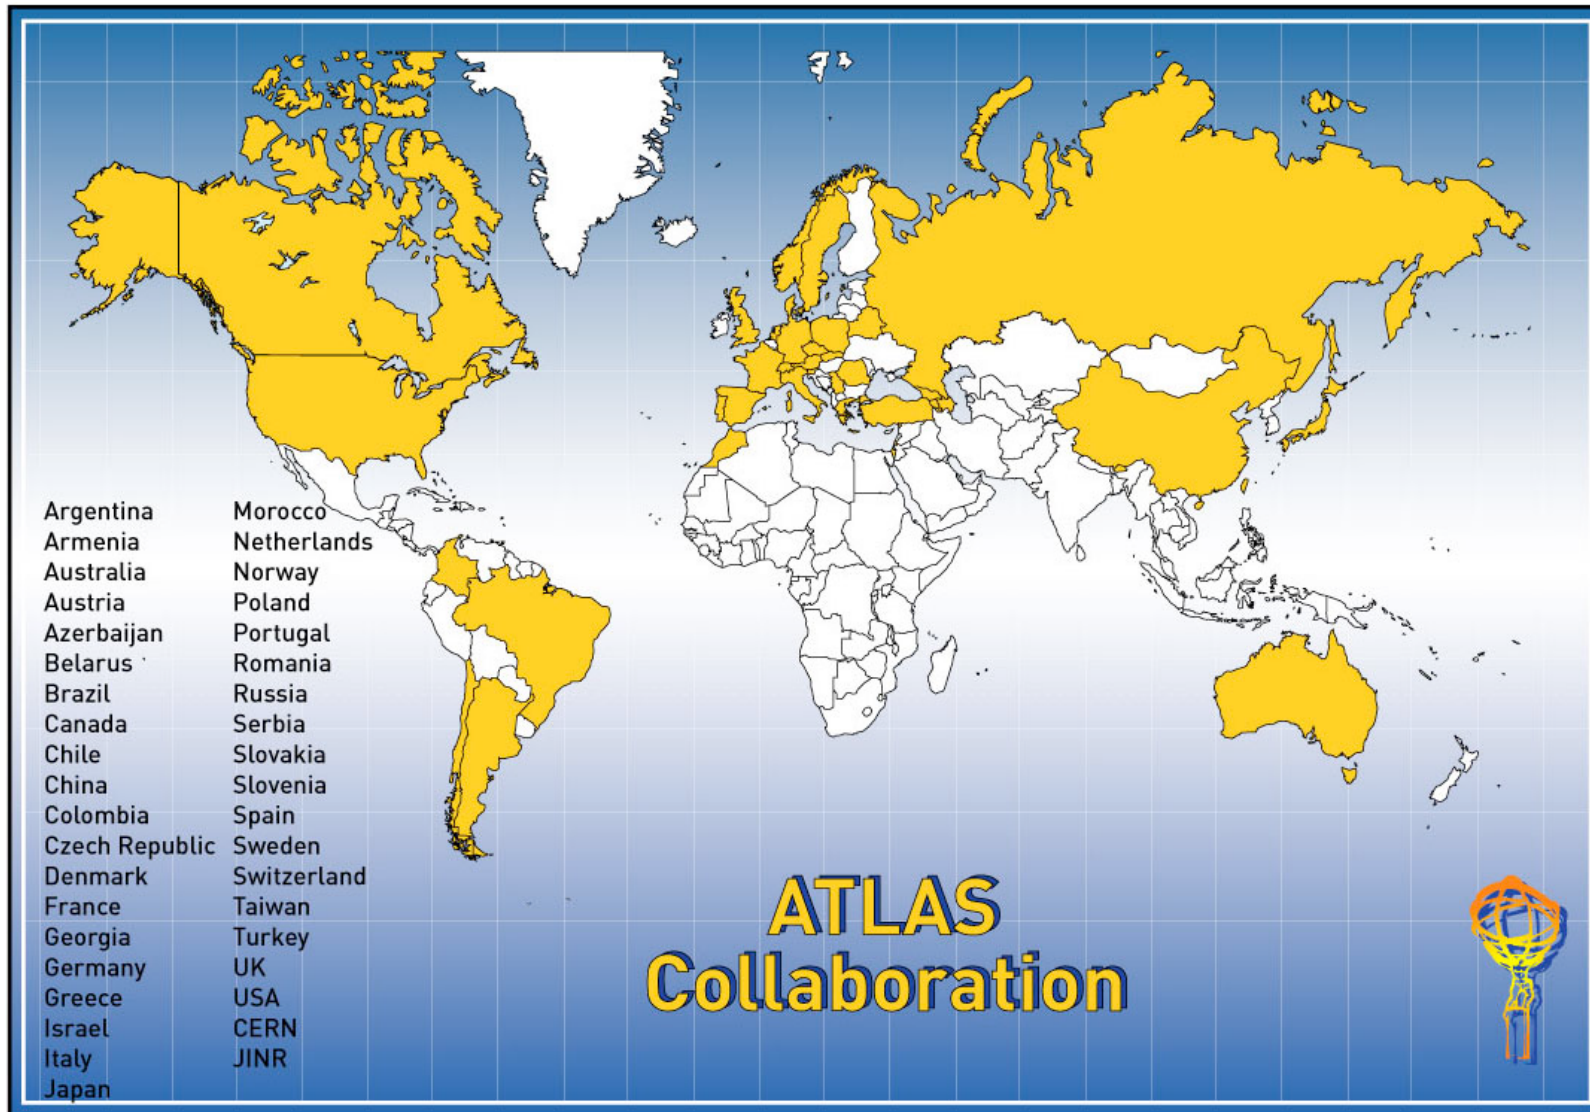 Argentina
Armenia
Australia
Austria
Azerbaijan
Belarus
Brazil
Canada
Chile
China
Colombia
Czech Republic
Denmark
France
Georgia
Germany
Greece
Israel
Italy
Japan
Morocco
Netherlands
Norway
Poland
Portugal
Romania
Russia
Serbia
Slovakia
Slovenia
Spain
Sweden
Switzerland
Taiwan
Turkey
UK
USA
CERN
JINR
ATLAS
Collaboration